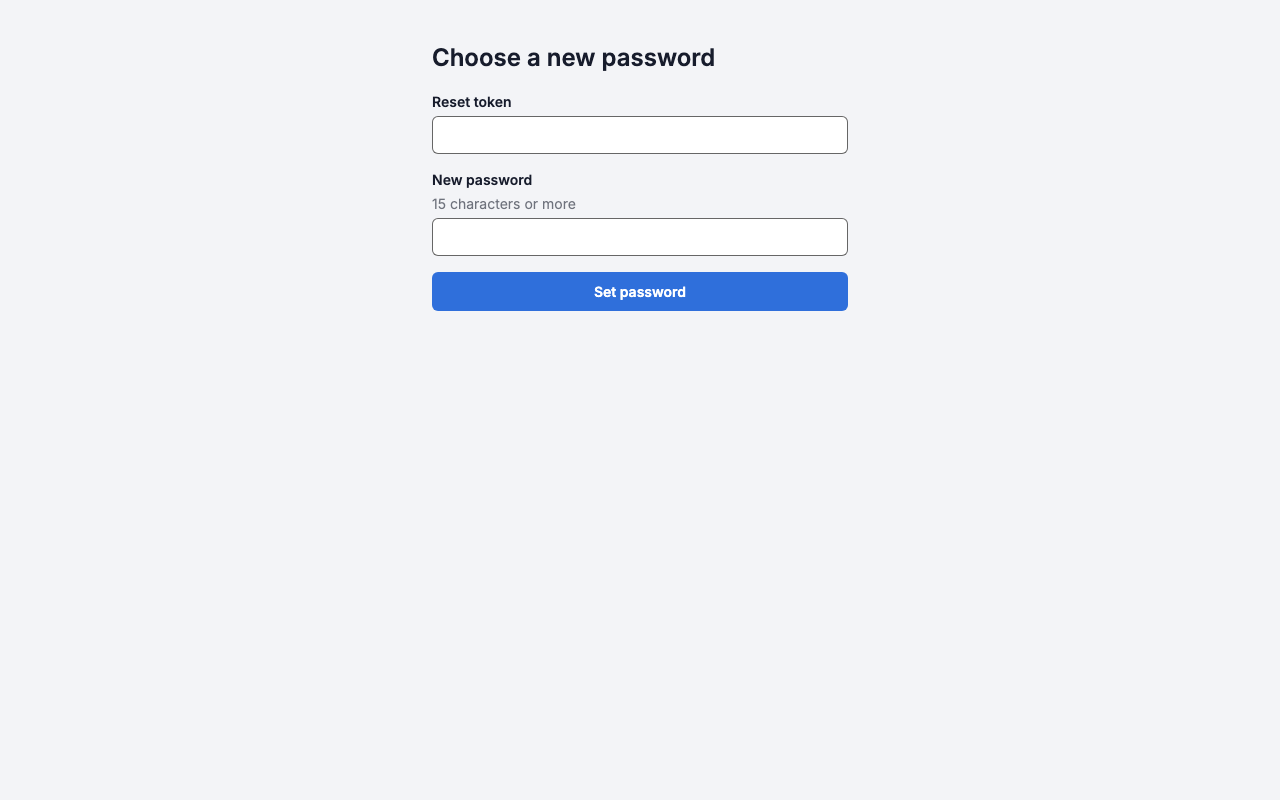 Choose a new password
Reset token
New password
15 characters or more
Set password